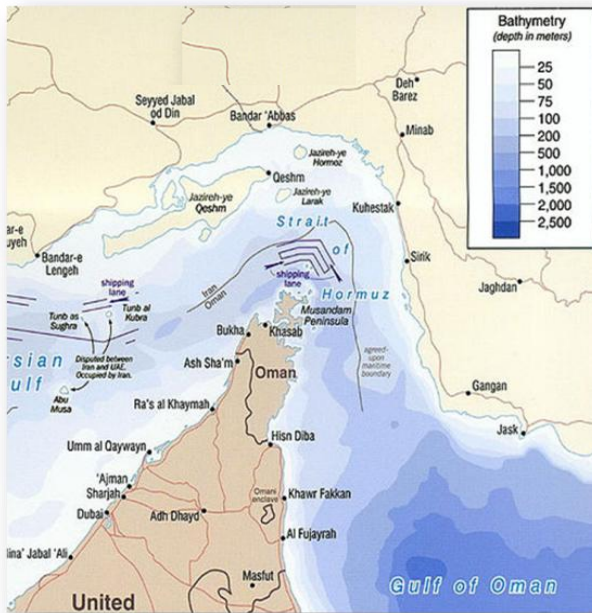 Bathymetry
(depth in meters)
25
50
75
100
200
500
1,000
1,500
2,000
2,500
Deh
Barez
Seyyed Jabal
od Din
Bandar 'Abbas
Minab
Jazireh-ye
Hormoz
Qeshm
Jazireh-ye
Larak
Jazireh-ye
Qeshm
Kuhestak
Strait
of
Hormuz
Bandar-e
Lengeh
Sirik
shipping
lane
shipping
lane
Iran
Oman
Jaghdan
Tunb as
Sughra
Tunb al
Kubra
Musandam
Peninsula
Bukha
Khasab
Disputed between
Iran and UAE.
Occupied by Iran.
agreed-
upon
maritime
boundary
Ash Sha'm
Oman
Abu
Musa
Gangan
Ra's al Khaymah
Jask
Hisn Diba
Umm al Qaywayn
'Ajman
Sharjah
Dubai
Omani
enclave
Khawr Fakkan
Adh Dhayd
Al Fujayrah
Jabal 'Ali
Masfut
Gulf of Oman
United